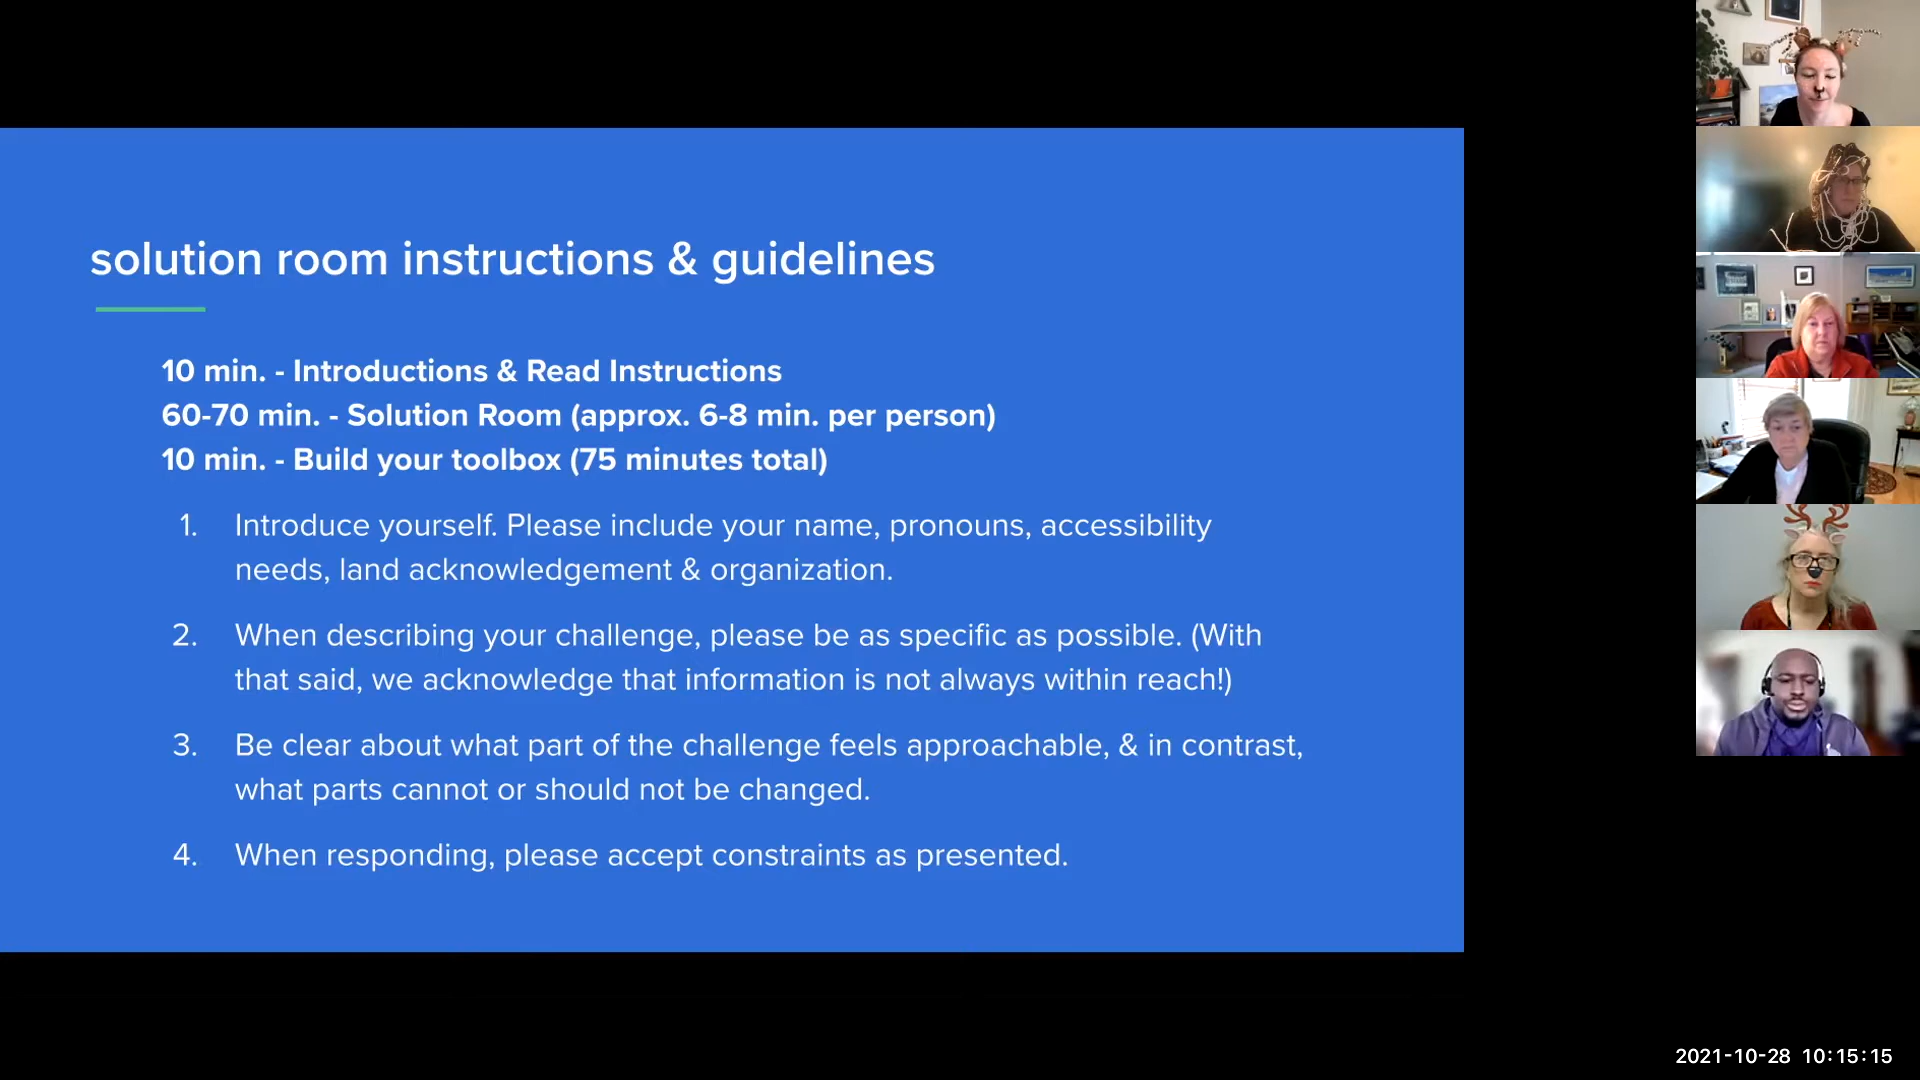 solution room instructions & guidelines
10 min. - Introductions & Read Instructions
60-70 min. - Solution Room (approx. 6-8 min. per person)
10 min. - Build your toolbox (75 minutes total)
1. Introduce yourself. Please include your name, pronouns, accessibility
needs, land acknowledgement & organization.
2. When describing your challenge, please be as specific as possible. (With
that said, we acknowledge that information is not always within reach!)
3. Be clear about what part of the challenge feels approachable, & in contrast,
what parts cannot or should not be changed.
4. When responding, please accept constraints as presented.
2021-10-28 10:15:15